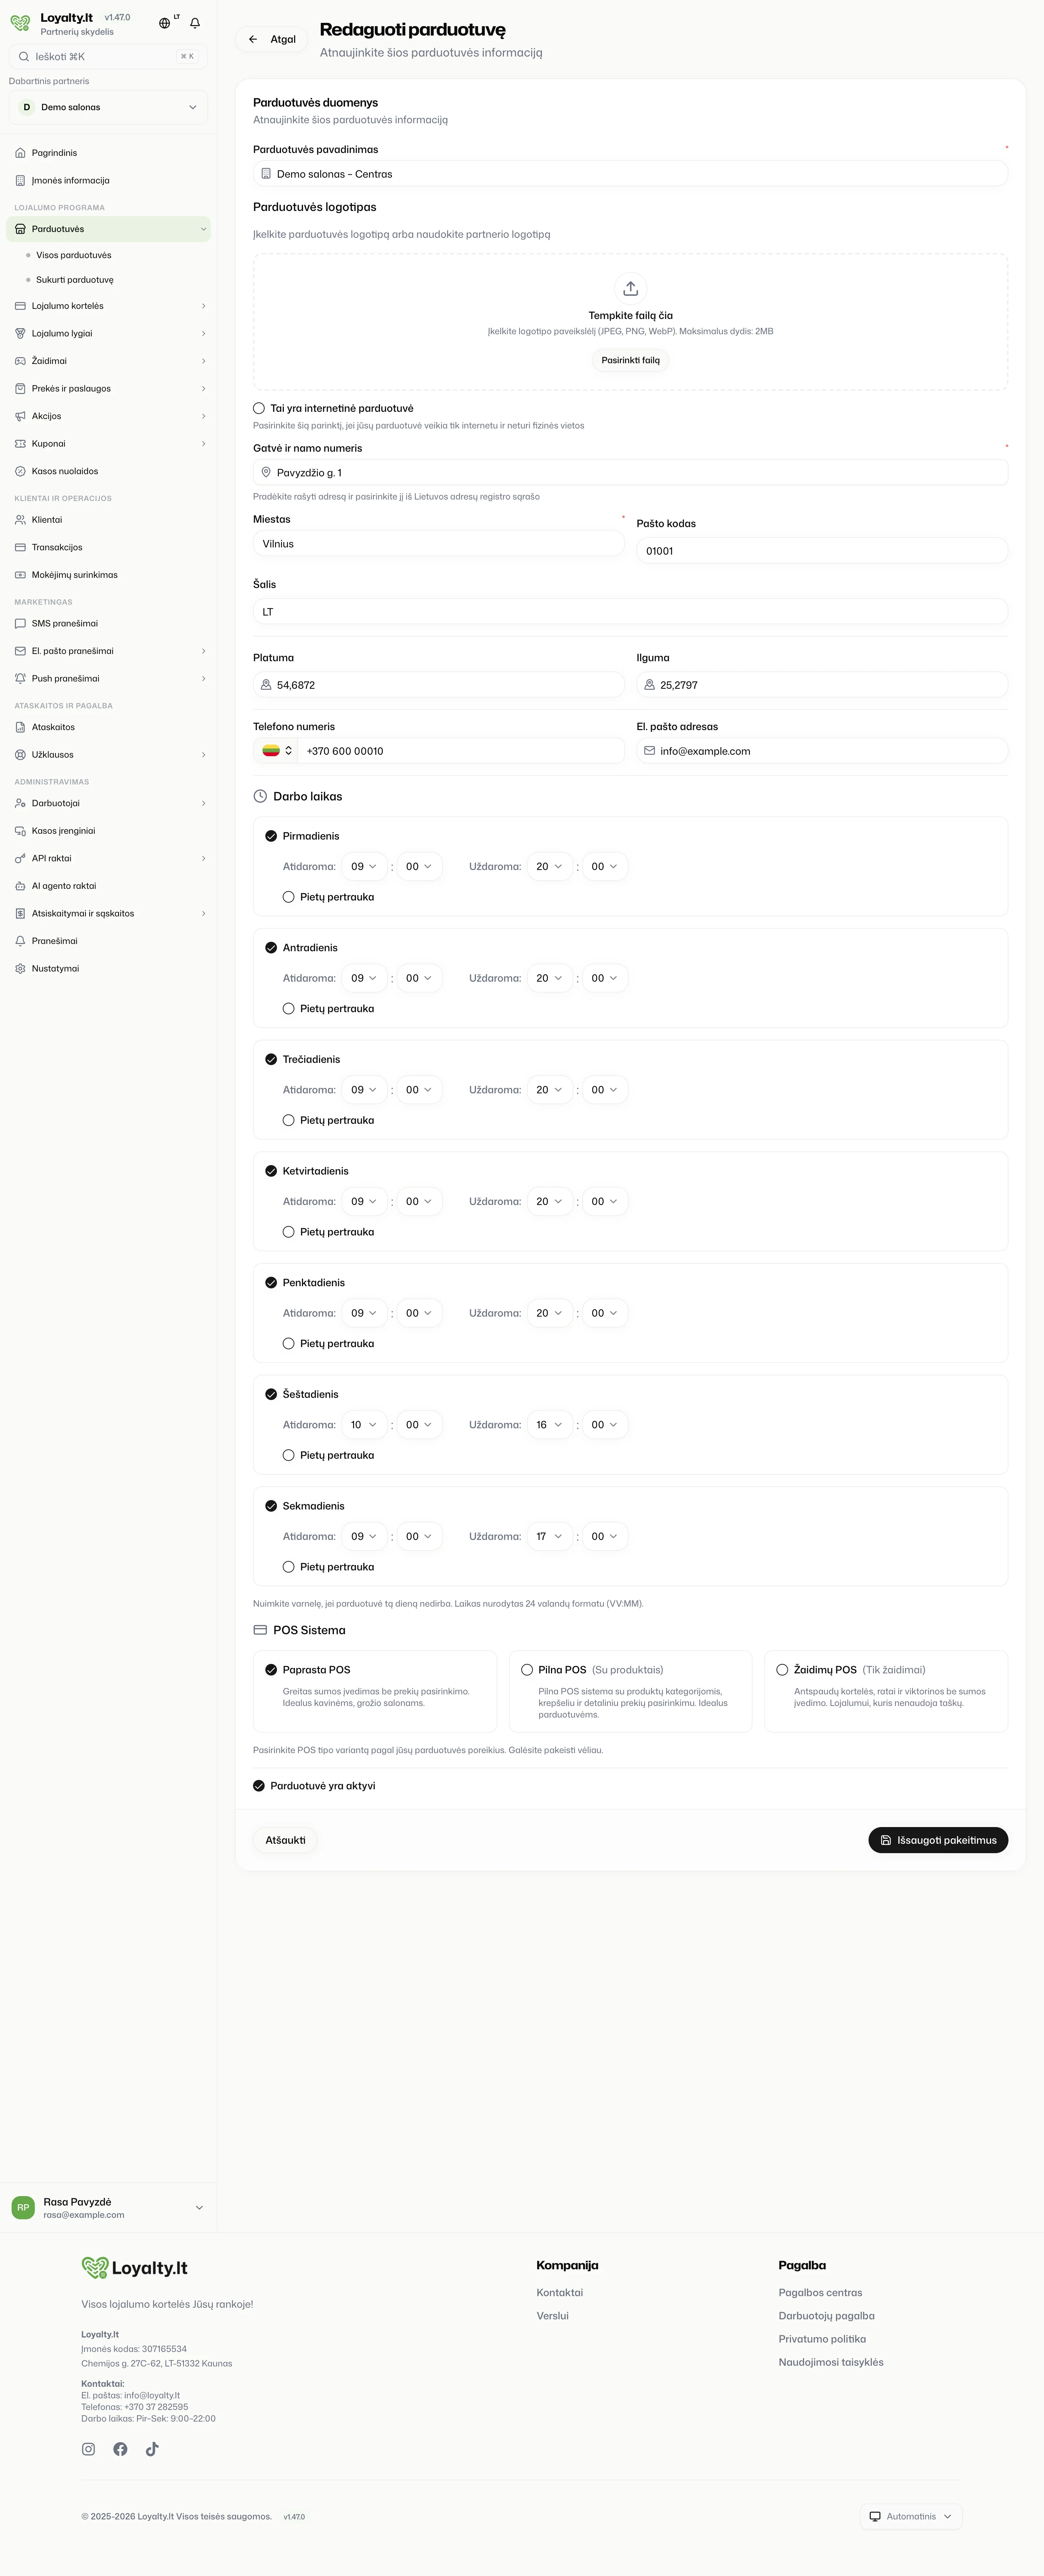 Loyalty.lt v1.47.0
Partnerių skydelis
LT
Ieškoti ⌘K
⌘ K
Dabartinis partneris
D Demo salonas
Pagrindinis
Įmonės informacija
LOJALUMO PROGRAMA
Parduotuvės
Visos parduotuvės
Sukurti parduotuvę
Lojalumo kortelės
Lojalumo lygiai
Žaidimai
Prekės ir paslaugos
Akcijos
Kuponai
Kasos nuolaidos
KLIENTAI IR OPERACIJOS
Klientai
Transakcijos
Mokėjimų surinkimas
MARKETINGAS
SMS pranešimai
El. pašto pranešimai
Push pranešimai
ATASKAITOS IR PAGALBA
Ataskaitos
Užklausos
ADMINISTRAVIMAS
Darbuotojai
Kasos įrenginiai
API raktai
AI agento raktai
Atsiskaitymai ir sąskaitos
Pranešimai
Nustatymai
RP Rasa Pavyzdė
rasa@example.com
Atgal
Redaguoti parduotuvę
Atnaujinkite šios parduotuvės informaciją
Parduotuvės duomenys
Atnaujinkite šios parduotuvės informaciją
Parduotuvės pavadinimas *
Demo salonas – Centras
Parduotuvės logotipas
Įkelkite parduotuvės logotipą arba naudokite partnerio logotipą
Tempkite failą čia
Įkelkite logotipo paveikslėlį (JPEG, PNG, WebP). Maksimalus dydis: 2MB
Pasirinkti failą
Tai yra internetinė parduotuvė
Pasirinkite šią parinktį, jei jūsų parduotuvė veikia tik internetu ir neturi fizinės vietos
Gatvė ir namo numeris *
Pavyzdžio g. 1
Pradėkite rašyti adresą ir pasirinkite jį iš Lietuvos adresų registro sąrašo
Miestas * Pašto kodas
Vilnius 01001
Šalis
LT
Platuma Ilguma
54,6872 25,2797
Telefono numeris El. pašto adresas
+370 600 00010 info@example.com
Darbo laikas
Pirmadienis
Atidaroma: 09 : 00 Uždaroma: 20 : 00
Pietų pertrauka
Antradienis
Atidaroma: 09 : 00 Uždaroma: 20 : 00
Pietų pertrauka
Trečiadienis
Atidaroma: 09 : 00 Uždaroma: 20 : 00
Pietų pertrauka
Ketvirtadienis
Atidaroma: 09 : 00 Uždaroma: 20 : 00
Pietų pertrauka
Penktadienis
Atidaroma: 09 : 00 Uždaroma: 20 : 00
Pietų pertrauka
Šeštadienis
Atidaroma: 10 : 00 Uždaroma: 16 : 00
Pietų pertrauka
Sekmadienis
Atidaroma: 09 : 00 Uždaroma: 17 : 00
Pietų pertrauka
Nuimkite varnelę, jei parduotuvė tą dieną nedirba. Laikas nurodytas 24 valandų formatu (VV:MM).
POS Sistema
Paprasta POS
Greitas sumos įvedimas be prekių pasirinkimo.
Idealus kavinėms, grožio salonams.
Pilna POS (Su produktais)
Pilna POS sistema su produktų kategorijomis,
krepšeliu ir detaliniu prekių pasirinkimu. Idealus
parduotuvėms.
Žaidimų POS (Tik žaidimai)
Antspaudų kortelės, ratai ir viktorinos be sumos
įvedimo. Lojalumui, kuris nenaudoja taškų.
Pasirinkite POS tipo variantą pagal jūsų parduotuvės poreikius. Galėsite pakeisti vėliau.
Parduotuvė yra aktyvi
Atšaukti Išsaugoti pakeitimus
Loyalty.lt
Visos lojalumo kortelės Jūsų rankoje!
Loyalty.lt
Įmonės kodas: 307165534
Chemijos g. 27C–62, LT-51332 Kaunas
Kontaktai:
El. paštas: info@loyalty.lt
Telefonas: +370 37 282595
Darbo laikas: Pir–Sek: 9:00–22:00
Kompanija
Kontaktai
Verslui
Pagalba
Pagalbos centras
Darbuotojų pagalba
Privatumo politika
Naudojimosi taisyklės
© 2025-2026 Loyalty.lt Visos teisės saugomos. v1.47.0
Automatinis